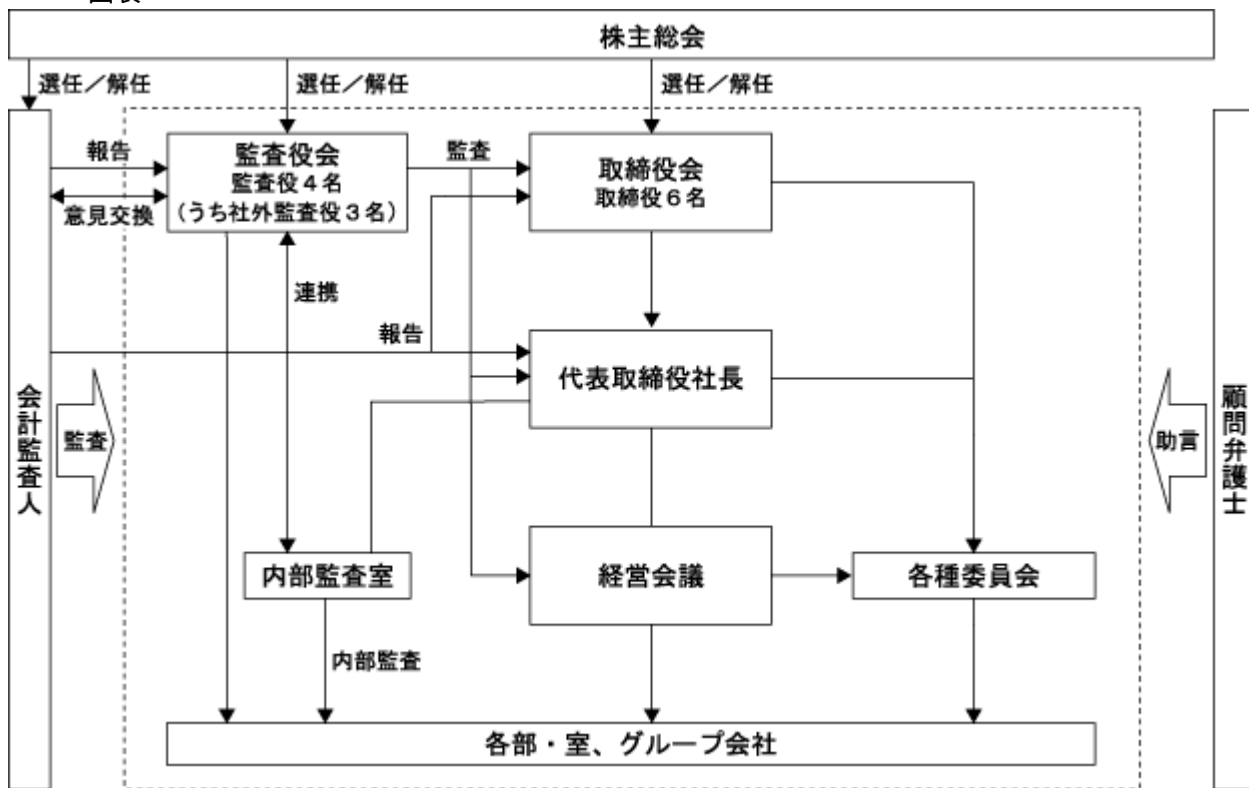 株主総会
選任／解任
選任／解任
選任／解任
報告
監査役会
監査役４名
（うち社外監査役３名）
監査
取締役会
取締役６名
意見交換
連携
報告
代表取締役社長
会計監査人
監査
助言
顧問弁護士
内部監査室
経営会議
各種委員会
内部監査
各部・室、グループ会社